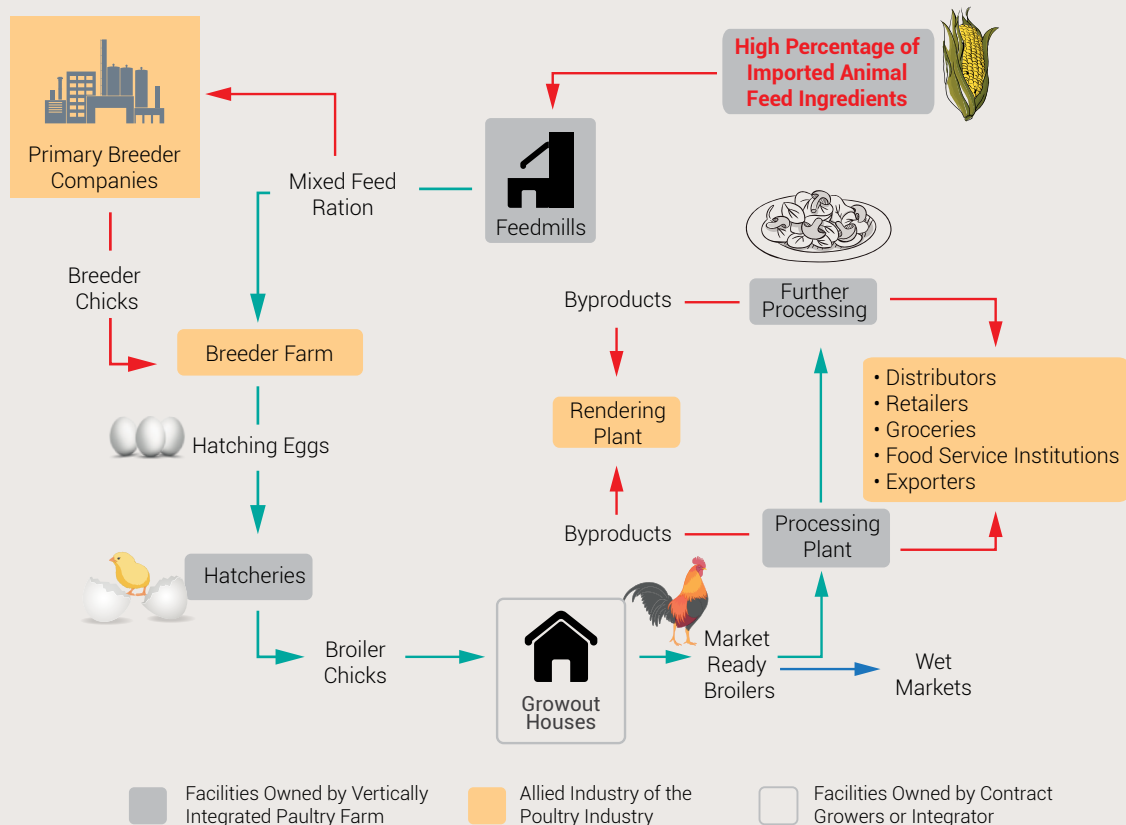 High Percentage of
Imported Animal
Feed Ingredients
Primary Breeder
Companies
Mixed Feed
Ration
Feedmills
Breeder
Chicks
Byproducts
Further
Processing
Breeder Farm
• Distributors
• Retailers
• Groceries
• Food Service Institutions
• Exporters
Rendering
Plant
Hatching Eggs
Byproducts
Processing
Plant
Hatcheries
Broiler
Chicks
Growout
Houses
Market
Ready
Broilers
Wet
Markets
Facilities Owned by Vertically
Integrated Paultry Farm
Allied Industry of the
Poultry Industry
Facilities Owned by Contract
Growers or Integrator